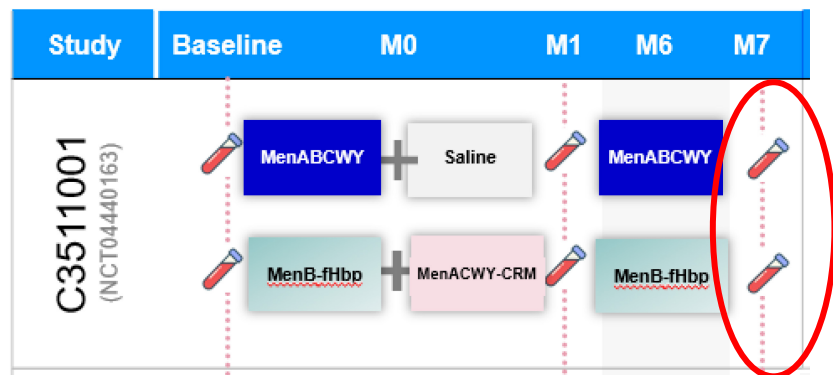 Study Baseline M0 M1 M6 M7
C3511001
(NCT04440163)
MenABCWY + Saline MenABCWY
MenB-fHbp + MenACWY-CRM MenB-fHbp